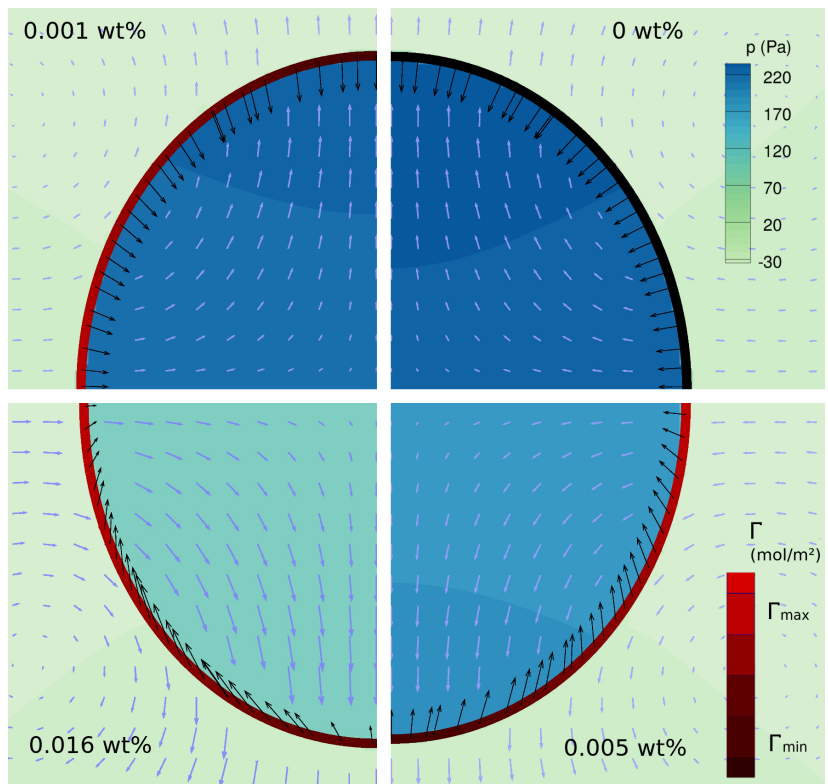 0.001 wt%
0 wt%
p (Pa)
220
170
120
70
20
-30
0.016 wt%
0.005 wt%
Γ
(mol/m²)
Γmax
Γmin